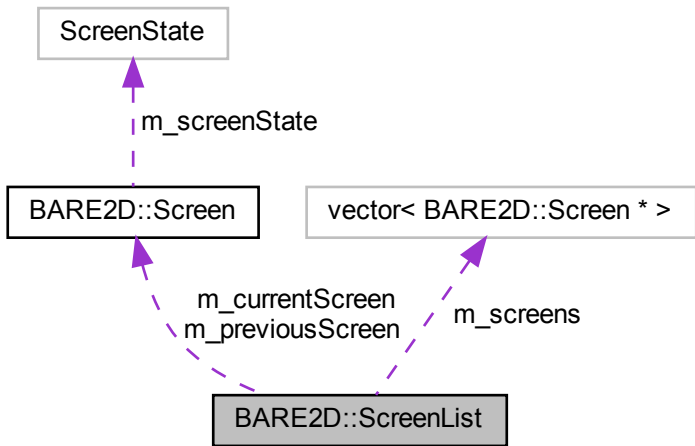 ScreenState
m_screenState
BARE2D::Screen
vector< BARE2D::Screen * >
m_currentScreen
m_previousScreen
m_screens
BARE2D::ScreenList